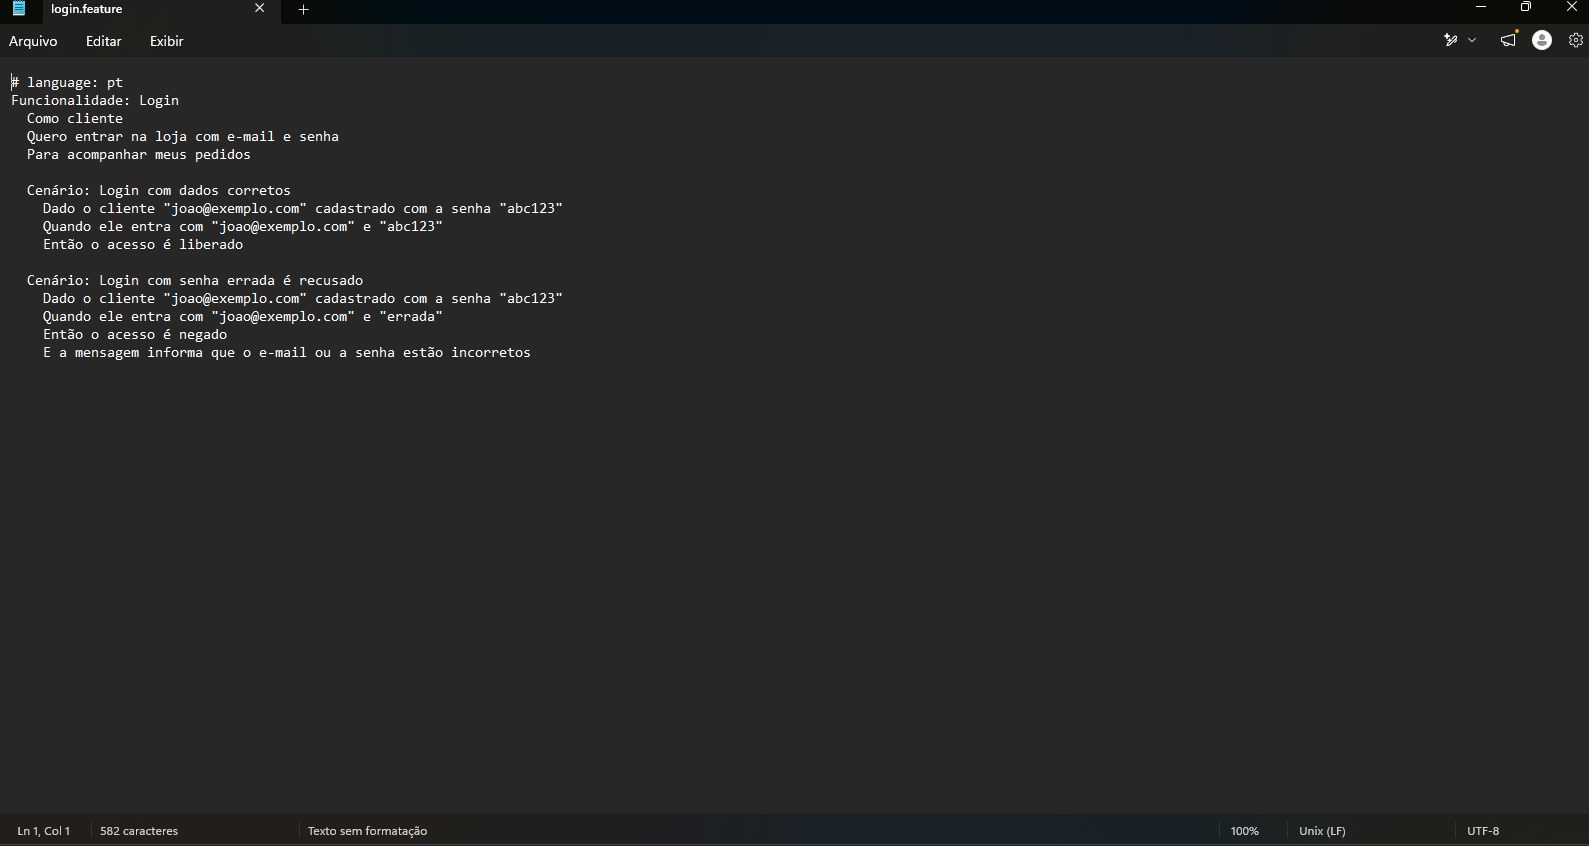 login.feature
Arquivo Editar Exibir
# language: pt
Funcionalidade: Login
  Como cliente
  Quero entrar na loja com e-mail e senha
  Para acompanhar meus pedidos

  Cenário: Login com dados corretos
    Dado o cliente "joao@exemplo.com" cadastrado com a senha "abc123"
    Quando ele entra com "joao@exemplo.com" e "abc123"
    Então o acesso é liberado

  Cenário: Login com senha errada é recusado
    Dado o cliente "joao@exemplo.com" cadastrado com a senha "abc123"
    Quando ele entra com "joao@exemplo.com" e "errada"
    Então o acesso é negado
    E a mensagem informa que o e-mail ou a senha estão incorretos
Ln 1, Col 1 582 caracteres Texto sem formatação 100% Unix (LF) UTF-8